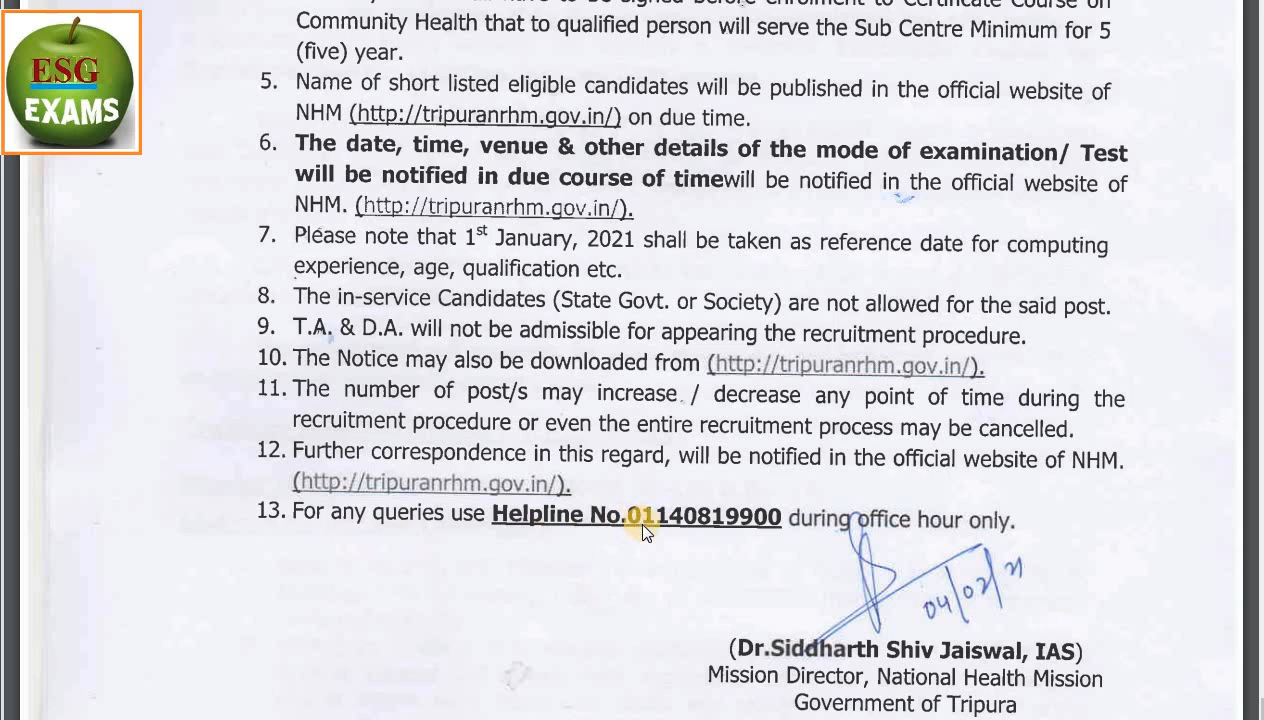 ESG
EXAMS
Community Health that to qualified person will serve the Sub Centre Minimum for 5
(five) year.
5. Name of short listed eligible candidates will be published in the official website of
NHM (http://tripuranrhm.gov.in/) on due time.
6. The date, time, venue & other details of the mode of examination/ Test
will be notified in due course of timewill be notified in the official website of
NHM. (http://tripuranrhm.gov.in/).
7. Please note that 1st January, 2021 shall be taken as reference date for computing
experience, age, qualification etc.
8. The in-service Candidates (State Govt. or Society) are not allowed for the said post.
9. T.A. & D.A. will not be admissible for appearing the recruitment procedure.
10. The Notice may also be downloaded from (http://tripuranrhm.gov.in/).
11. The number of post/s may increase / decrease any point of time during the
recruitment procedure or even the entire recruitment process may be cancelled.
12. Further correspondence in this regard, will be notified in the official website of NHM.
(http://tripuranrhm.gov.in/).
13. For any queries use Helpline No.01140819900 during office hour only.
04/02/21
(Dr.Siddharth Shiv Jaiswal, IAS)
Mission Director, National Health Mission
Government of Tripura